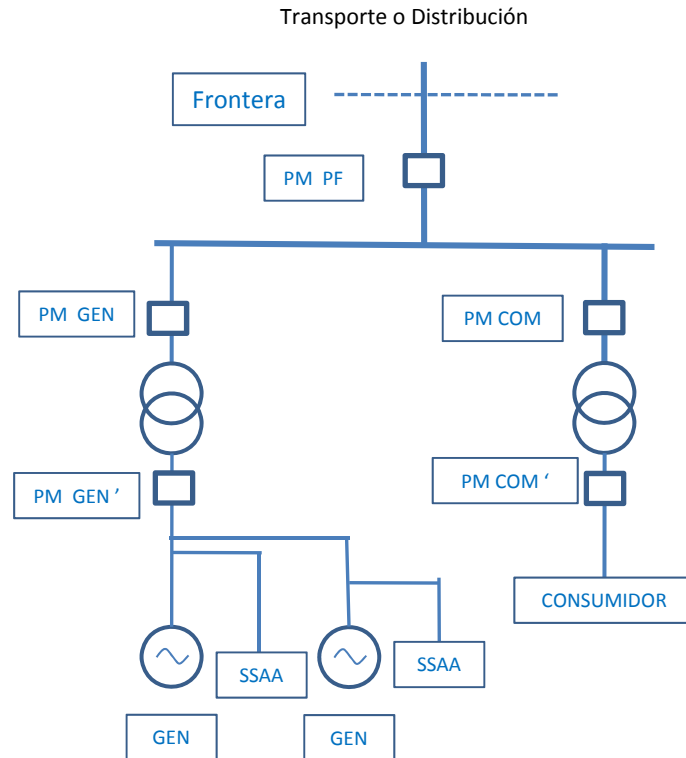 Transporte o Distribución
Frontera
PM PF
PM GEN
PM COM
PM GEN ’
PM COM ‘
CONSUMIDOR
SSAA
SSAA
GEN
GEN